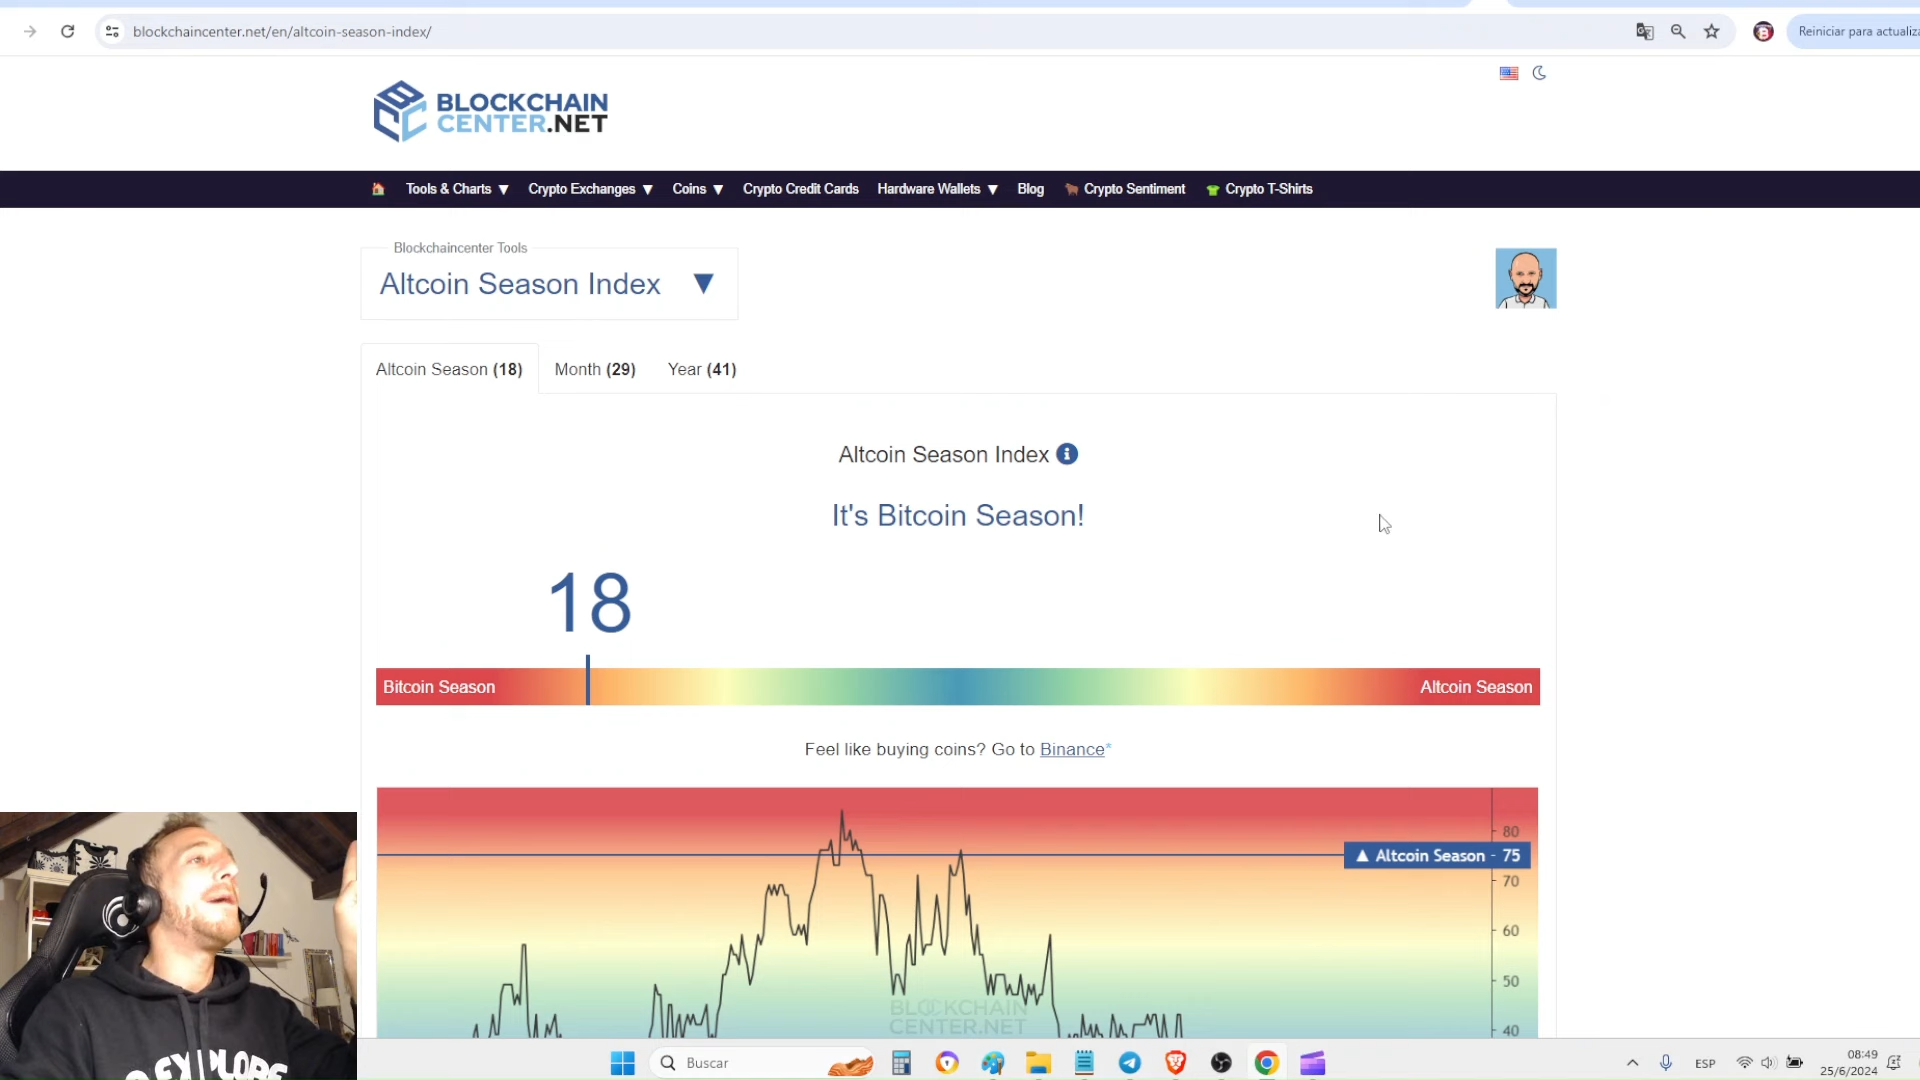 blockchaincenter.net/en/altcoin-season-index/
Reiniciar para actualiza
BLOCKCHAIN
CENTER.NET
Tools & Charts ▼ Crypto Exchanges ▼ Coins ▼ Crypto Credit Cards Hardware Wallets ▼ Blog Crypto Sentiment Crypto T-Shirts
Blockchaincenter Tools
Altcoin Season Index ▼
Altcoin Season (18) Month (29) Year (41)
Altcoin Season Index
It's Bitcoin Season!
18
Bitcoin Season Altcoin Season
Feel like buying coins? Go to Binance*
80
▲ Altcoin Season - 75
70
60
50
BLOCKCHAIN
CENTER.NET
40
Buscar
ESP
08:49
25/6/2024